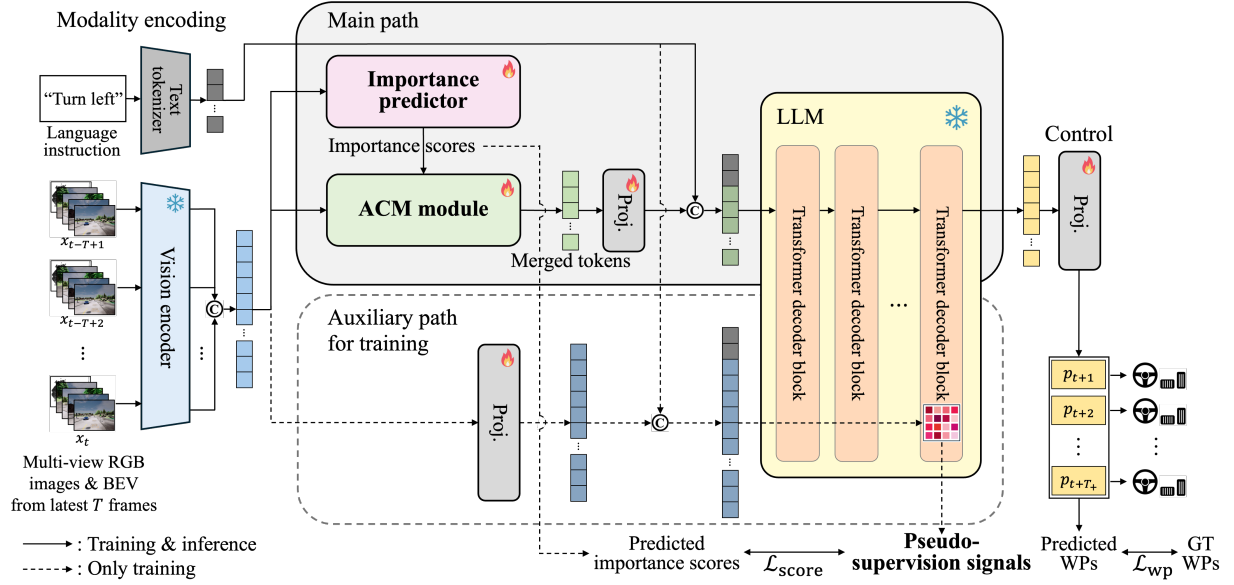 Modality encoding
Main path
"Turn left"
Language
instruction
Text
tokenizer
Importance
predictor
Importance scores
ACM module
Merged tokens
Proj.
C
LLM
Transformer decoder block
Transformer decoder block
...
Transformer decoder block
Control
Proj.
x_{t−T+1}
x_{t−T+2}
⋮
x_t
Vision encoder
...
C
Multi-view RGB
images & BEV
from latest T frames
Auxiliary path
for training
Proj.
C
p_{t+1}
p_{t+2}
⋮
p_{t+T_+}
⋮
→ : Training & inference
⇢ : Only training
Predicted
importance scores
ℒ_score
Pseudo-
supervision signals
Predicted
WPs
ℒ_wp
GT
WPs